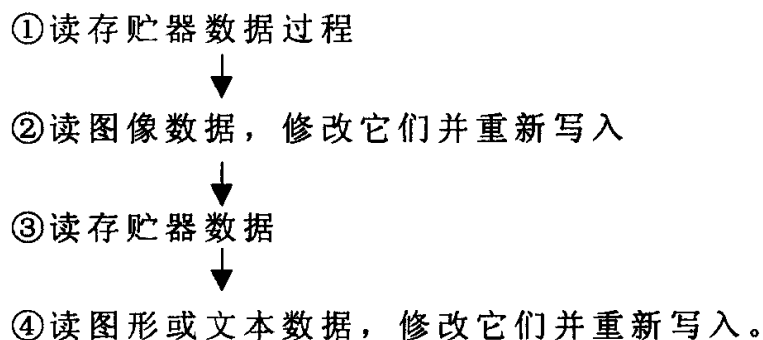 ①读存贮器数据过程
②读图像数据，修改它们并重新写入
③读存贮器数据
④读图形或文本数据，修改它们并重新写入。